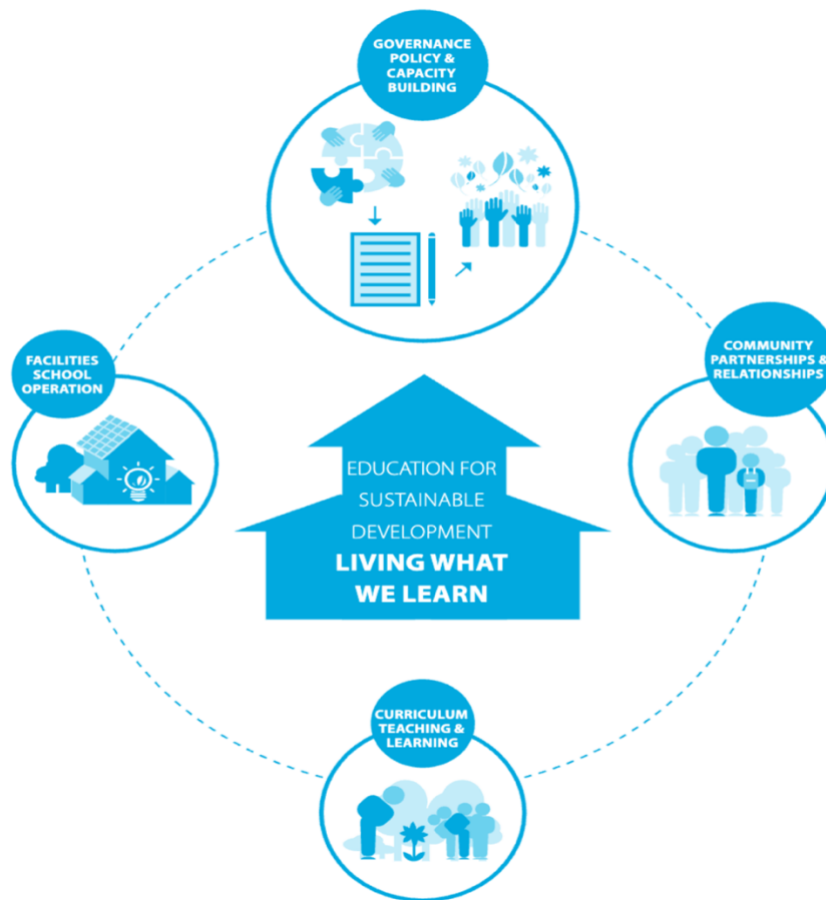 GOVERNANCE
POLICY &
CAPACITY
BUILDING
FACILITIES
SCHOOL
OPERATION
COMMUNITY
PARTNERSHIPS &
RELATIONSHIPS
EDUCATION FOR
SUSTAINABLE
DEVELOPMENT
LIVING WHAT
WE LEARN
CURRICULUM
TEACHING &
LEARNING